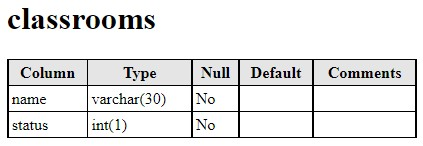 classrooms
Column Type Null Default Comments
name varchar(30) No
status int(1) No